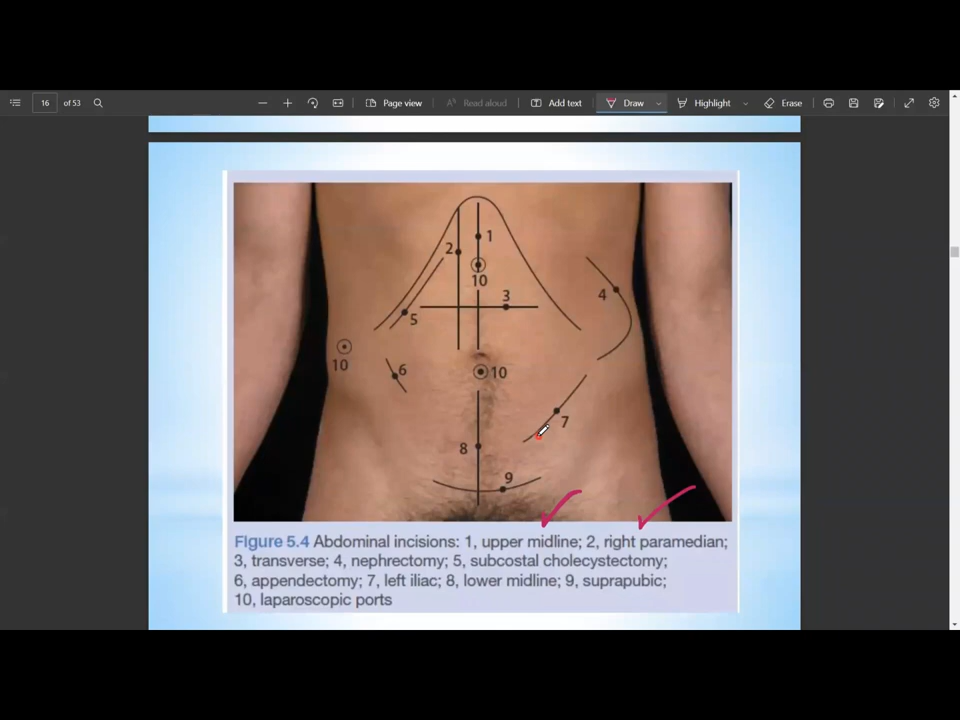 16 of 53
Page view
Read aloud
Add text
Draw
Highlight
Erase
1
2
10
3
4
5
10
6
10
7
8
9
Figure 5.4 Abdominal incisions: 1, upper midline; 2, right paramedian;
3, transverse; 4, nephrectomy; 5, subcostal cholecystectomy;
6, appendectomy; 7, left iliac; 8, lower midline; 9, suprapubic;
10, laparoscopic ports